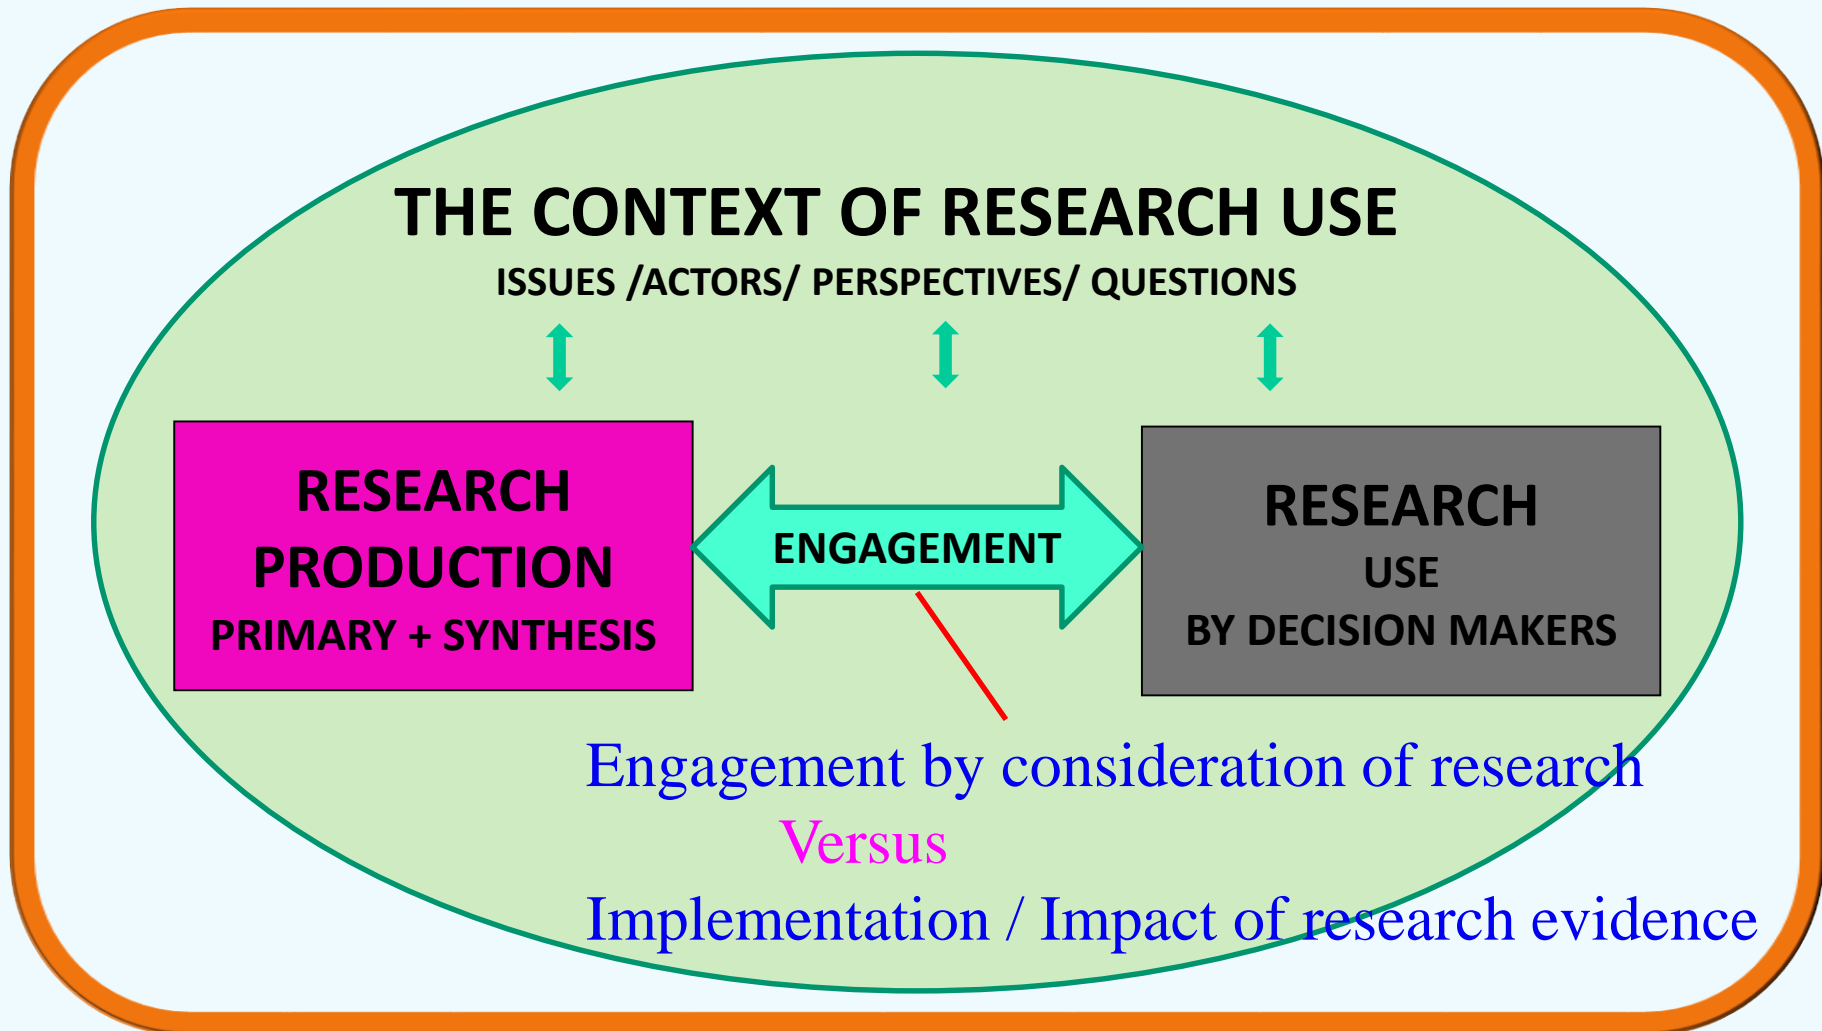 THE CONTEXT OF RESEARCH USE
ISSUES /ACTORS/ PERSPECTIVES/ QUESTIONS
RESEARCH
PRODUCTION
PRIMARY + SYNTHESIS
ENGAGEMENT
RESEARCH
USE
BY DECISION MAKERS
Engagement by consideration of research
Versus
Implementation / Impact of research evidence